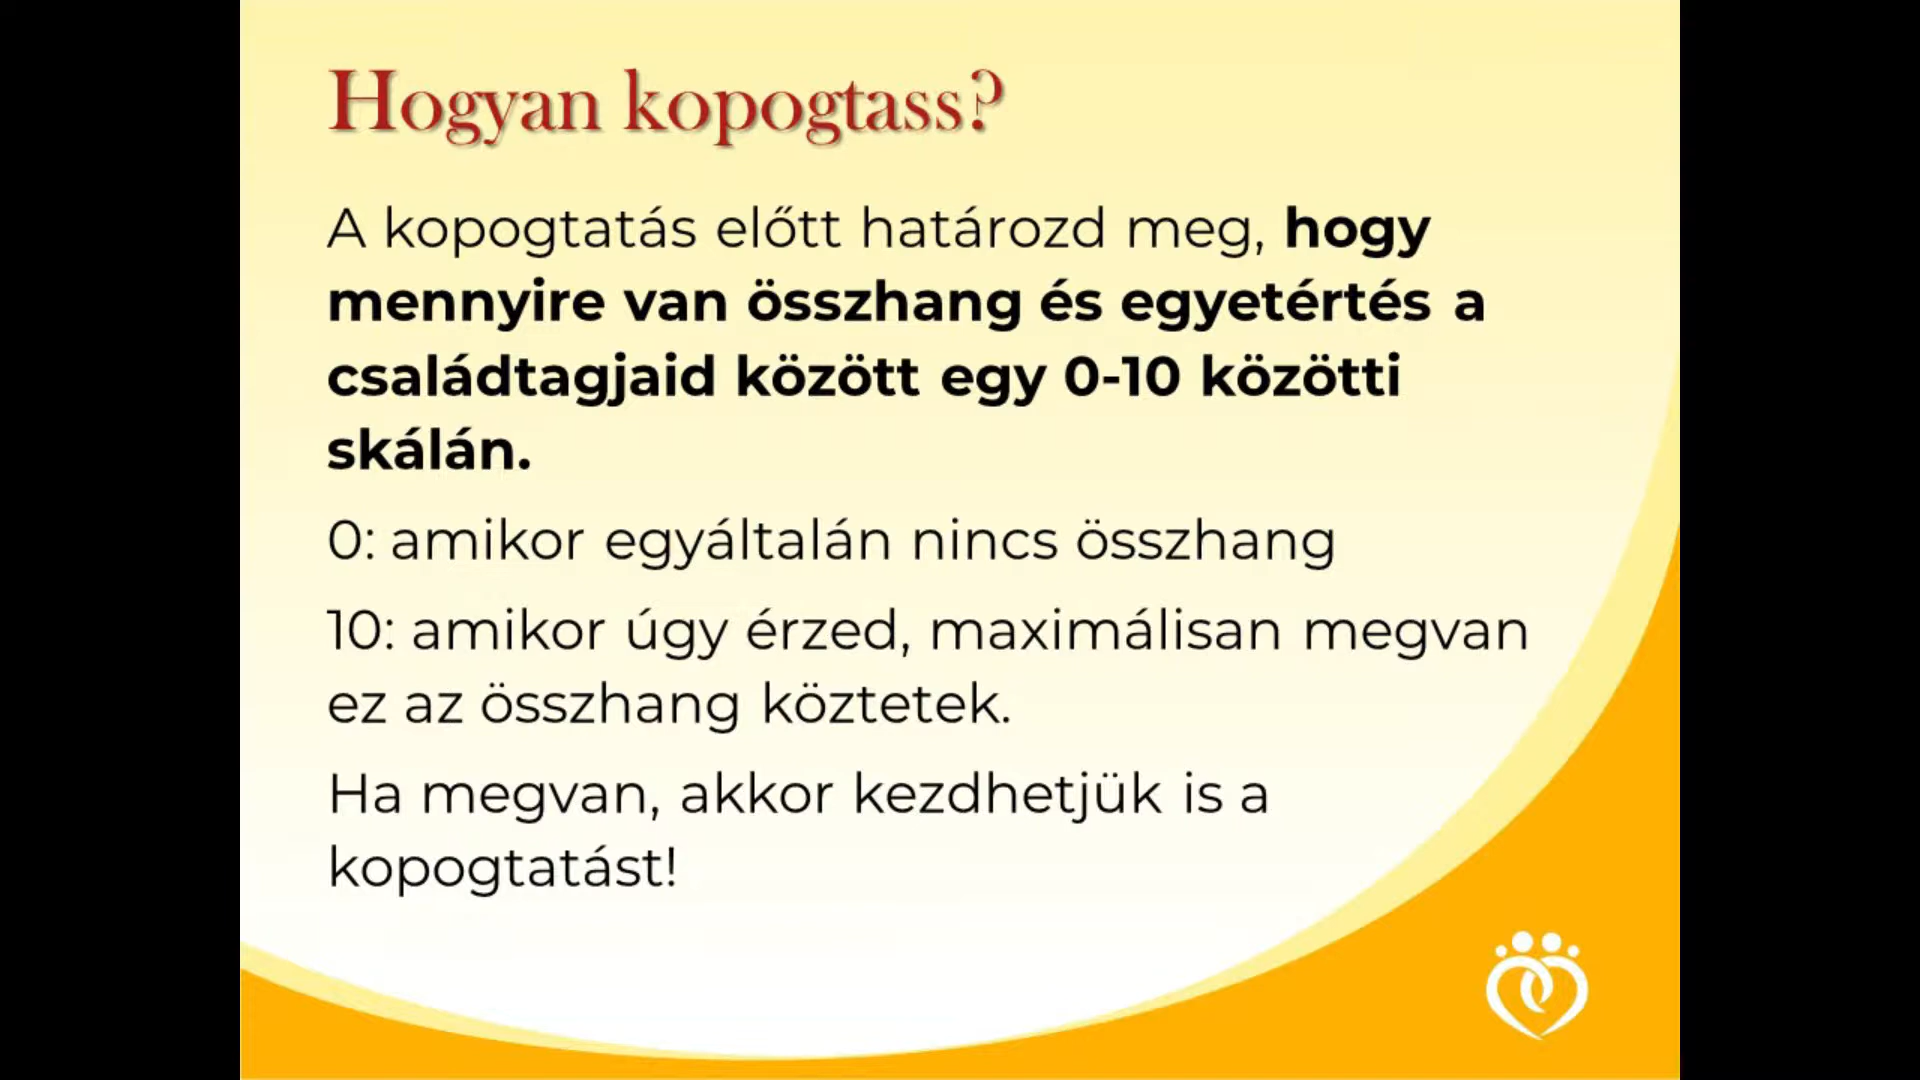 Hogyan kopogtass?
A kopogtatás előtt határozd meg, hogy
mennyire van összhang és egyetértés a
családtagjaid között egy 0-10 közötti
skálán.
0: amikor egyáltalán nincs összhang
10: amikor úgy érzed, maximálisan megvan
ez az összhang köztetek.
Ha megvan, akkor kezdhetjük is a
kopogtatást!